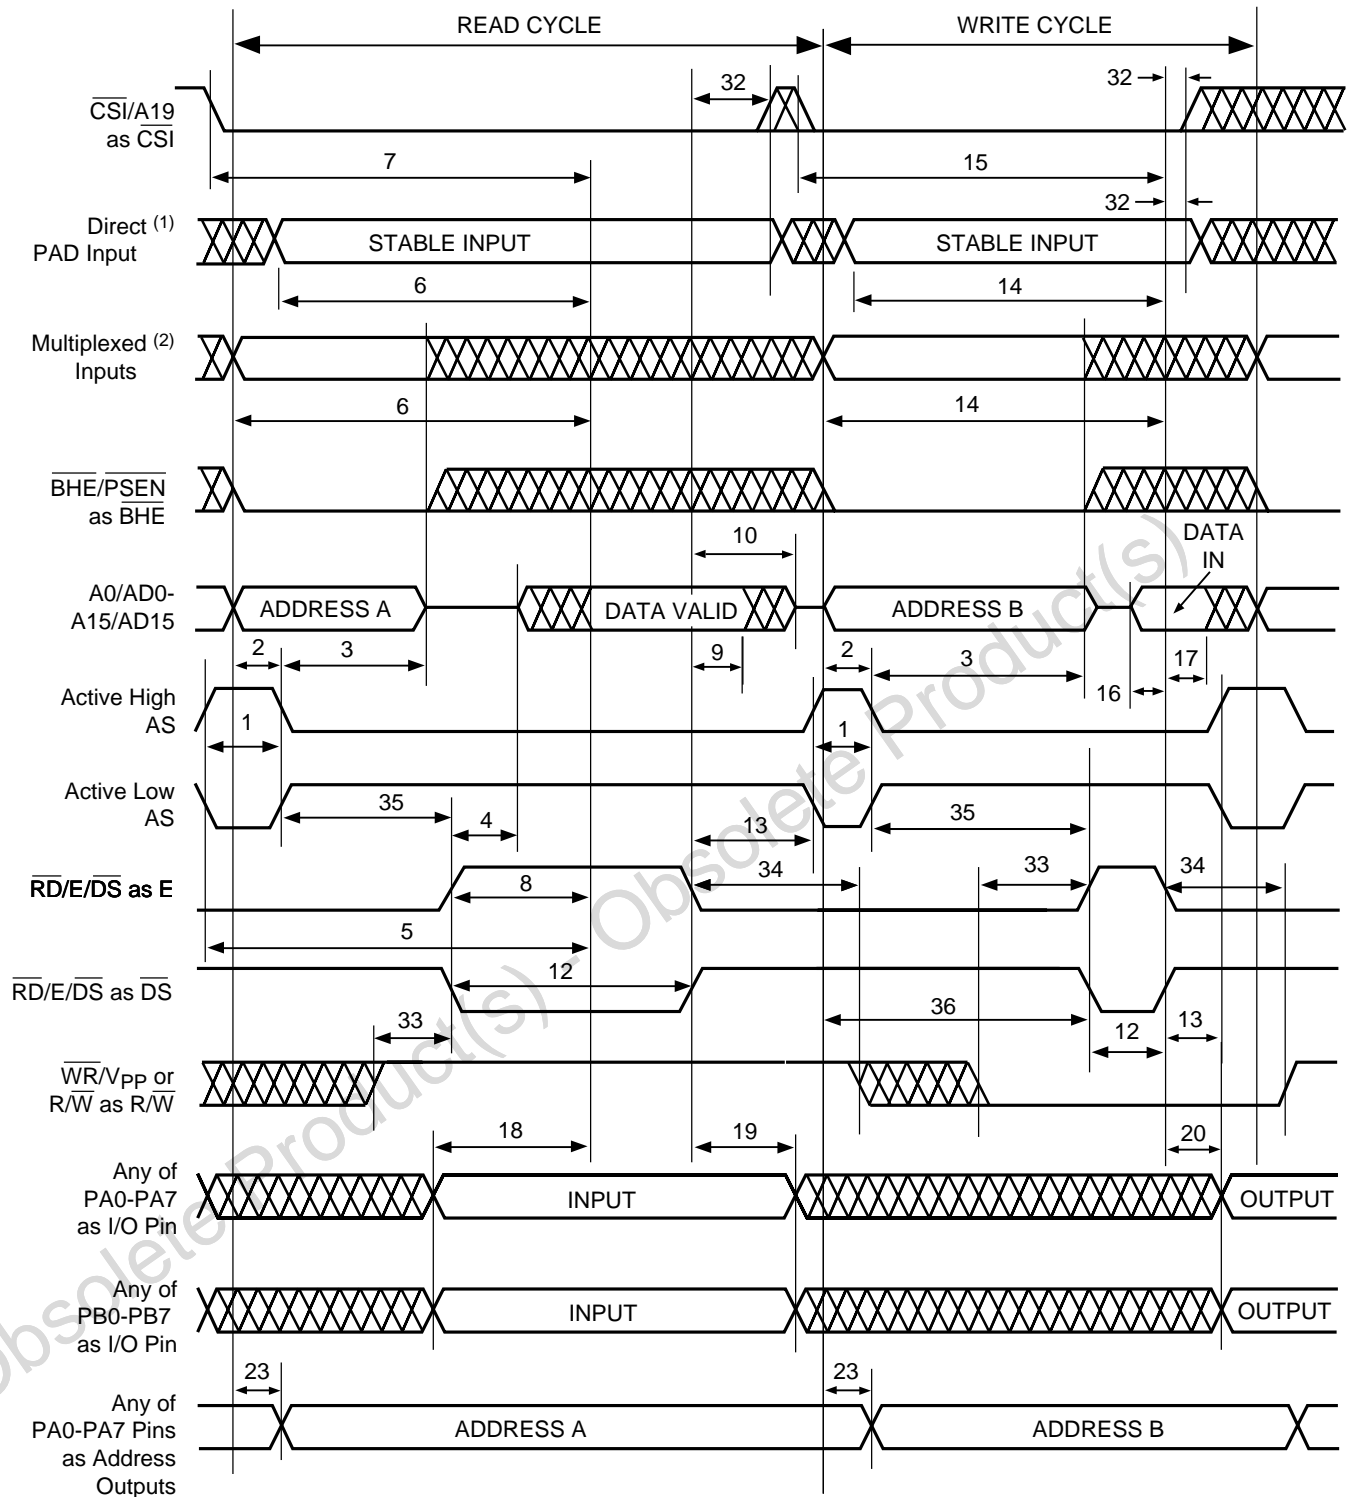 READ CYCLE
WRITE CYCLE
32
32
CSI/A19
as CSI
7
15
32
Direct (1)
PAD Input
STABLE INPUT
STABLE INPUT
6
14
Multiplexed (2)
Inputs
6
14
BHE/PSEN
as BHE
10
DATA
IN
A0/AD0-
A15/AD15
ADDRESS A
DATA VALID
ADDRESS B
2
3
9
2
3
17
16
Active High
AS
1
1
Active Low
AS
35
4
13
35
34
33
34
RD/E/DS as E
8
5
RD/E/DS as DS
12
36
33
12
13
WR/VPP or
R/W as R/W
18
19
20
Any of
PA0-PA7
as I/O Pin
INPUT
OUTPUT
Any of
PB0-PB7
as I/O Pin
INPUT
OUTPUT
23
23
Any of
PA0-PA7 Pins
as Address
Outputs
ADDRESS A
ADDRESS B
Obsolete Product(s) - Obsolete Product(s)